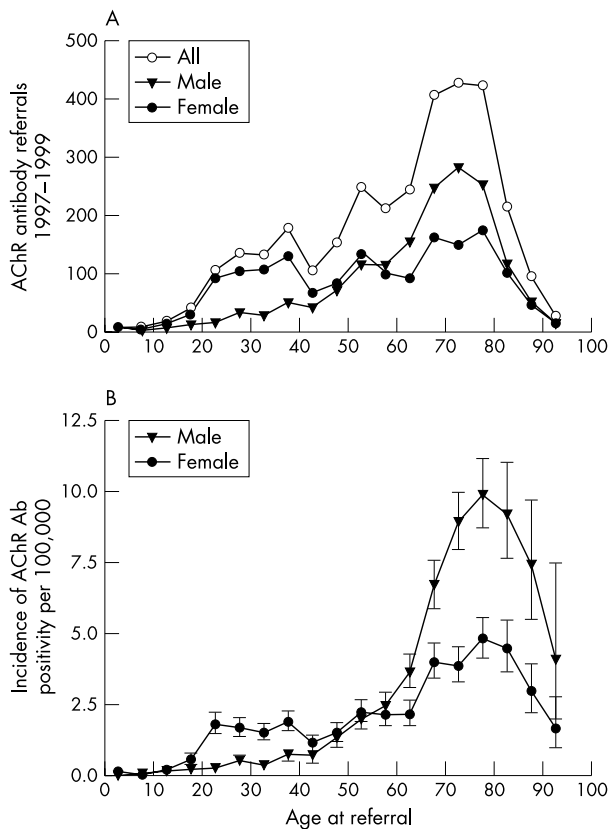 A
500
400
300
200
100
0
All
Male
Female
AChR antibody referrals
1997–1999
0 10 20 30 40 50 60 70 80 90 100
B
12.5
10.0
7.5
5.0
2.5
0.0
Male
Female
Incidence of AChR Ab
positivity per 100,000
0 10 20 30 40 50 60 70 80 90 100
Age at referral